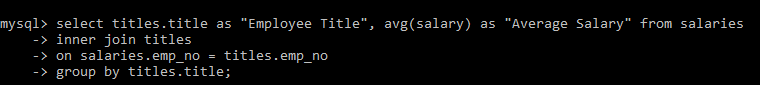 mysql> select titles.title as "Employee Title", avg(salary) as "Average Salary" from salaries
-> inner join titles
-> on salaries.emp_no = titles.emp_no
-> group by titles.title;